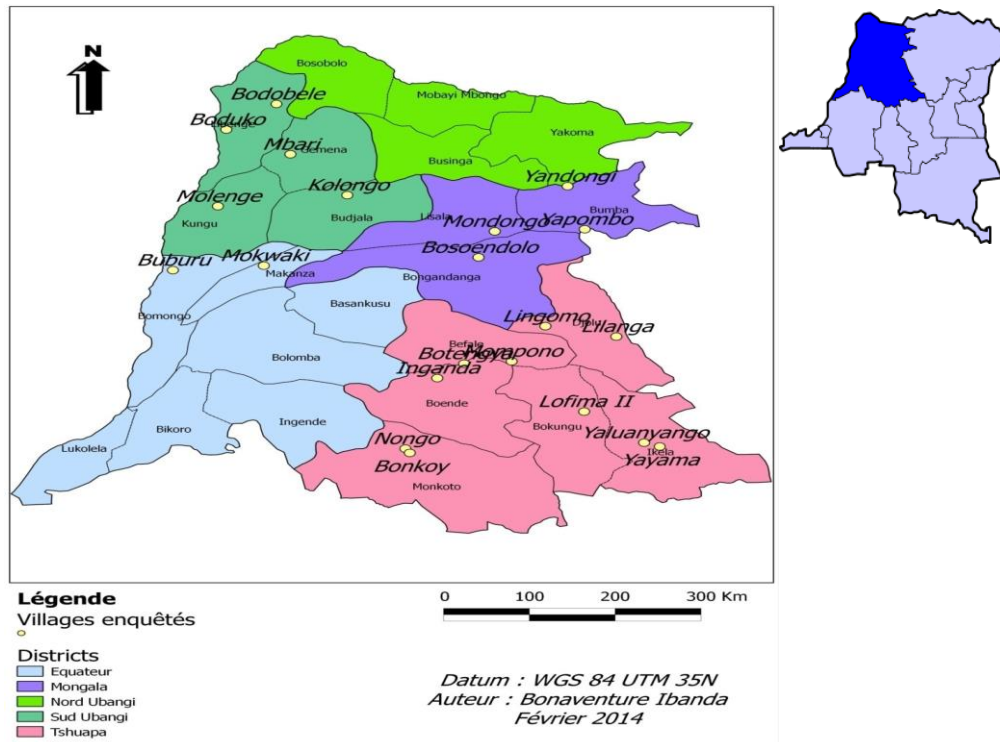 N
Bosobolo
Bodobele
Mobayi Mbongo
Boduko
Yakoma
Mbari
Gemena
Businga
Yandongi
Kolongo
Molenge
Lisala
Bumba
Kungu
Budjala
Mondongo
Yapombo
Bosoendolo
Buburu
Mokwaki
Makanza
Bongandanga
Basankusu
Bomongo
Lingomo
Lilanga
Befale
Bolomba
Botengya
Mompono
Inganda
Boende
Lofima II
Ingende
Bokungu
Bikoro
Yaluanyango
Lukolela
Nongo
Ikela
Bonkoy
Yayama
Monkoto
Légende
Villages enquêtés
Districts
Equateur
Mongala
Nord Ubangi
Sud Ubangi
Tshuapa
0 100 200 300 Km
Datum : WGS 84 UTM 35N
Auteur : Bonaventure Ibanda
Février 2014